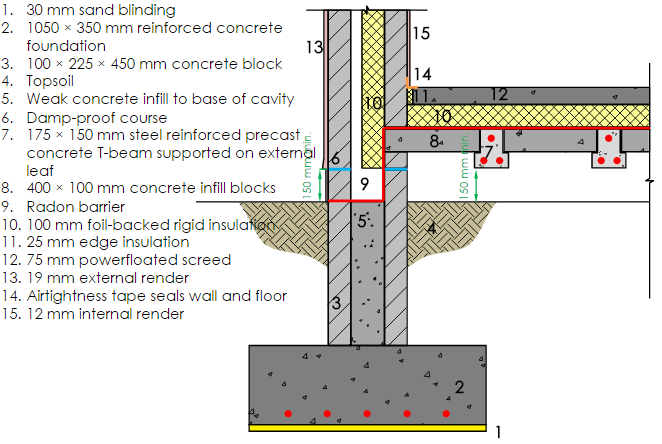 1. 30 mm sand blinding
2. 1050 × 350 mm reinforced concrete
foundation
3. 100 × 225 × 450 mm concrete block
4. Topsoil
5. Weak concrete infill to base of cavity
6. Damp-proof course
7. 175 × 150 mm steel reinforced precast
concrete T-beam supported on external
leaf
8. 400 × 100 mm concrete infill blocks
9. Radon barrier
10. 100 mm foil-backed rigid insulation
11. 25 mm edge insulation
12. 75 mm powerfloated screed
13. 19 mm external render
14. Airtightness tape seals wall and floor
15. 12 mm internal render
13
15
14
10
11
12
10
8
7
6
150 mm min.
9
150 mm min.
5
4
3
2
1